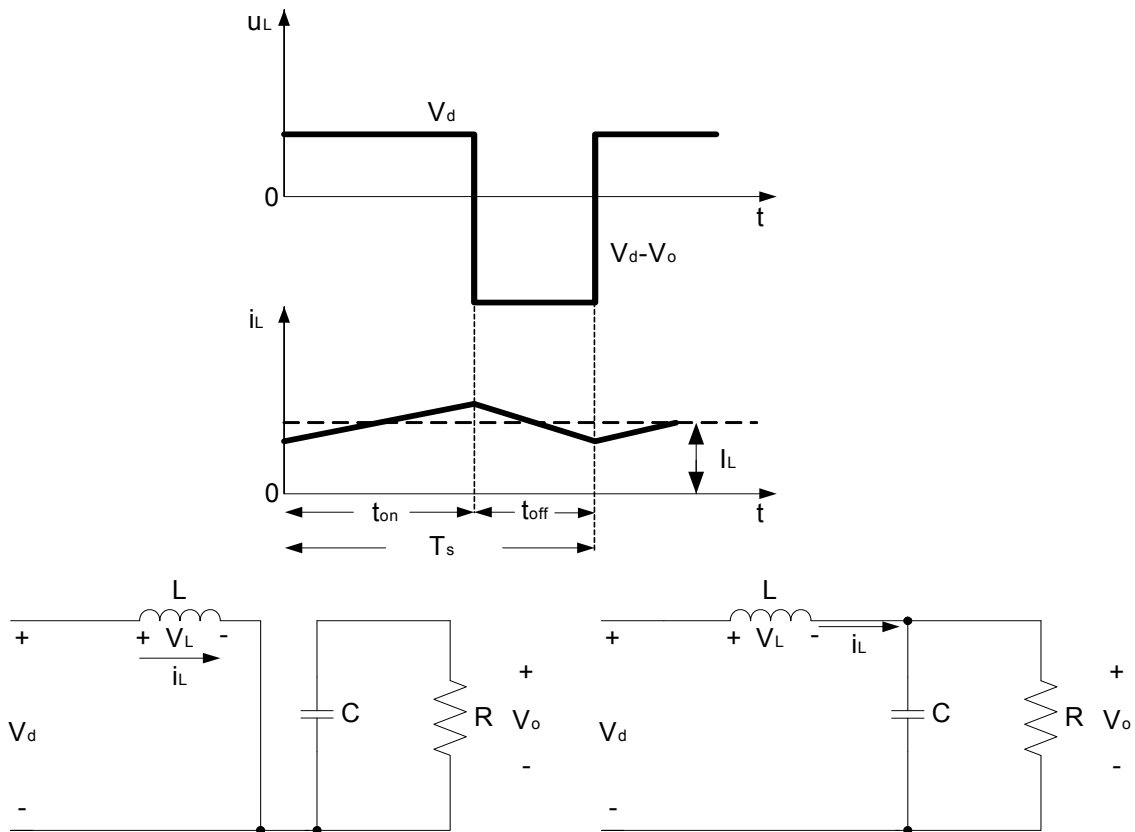 uL
Vd
0
t
Vd-Vo
iL
IL
0
ton
toff
t
Ts
L
+
+ VL -
iL
Vd
-
C
R
+
Vo
-
L
+
+ VL -
iL
Vd
-
C
R
+
Vo
-